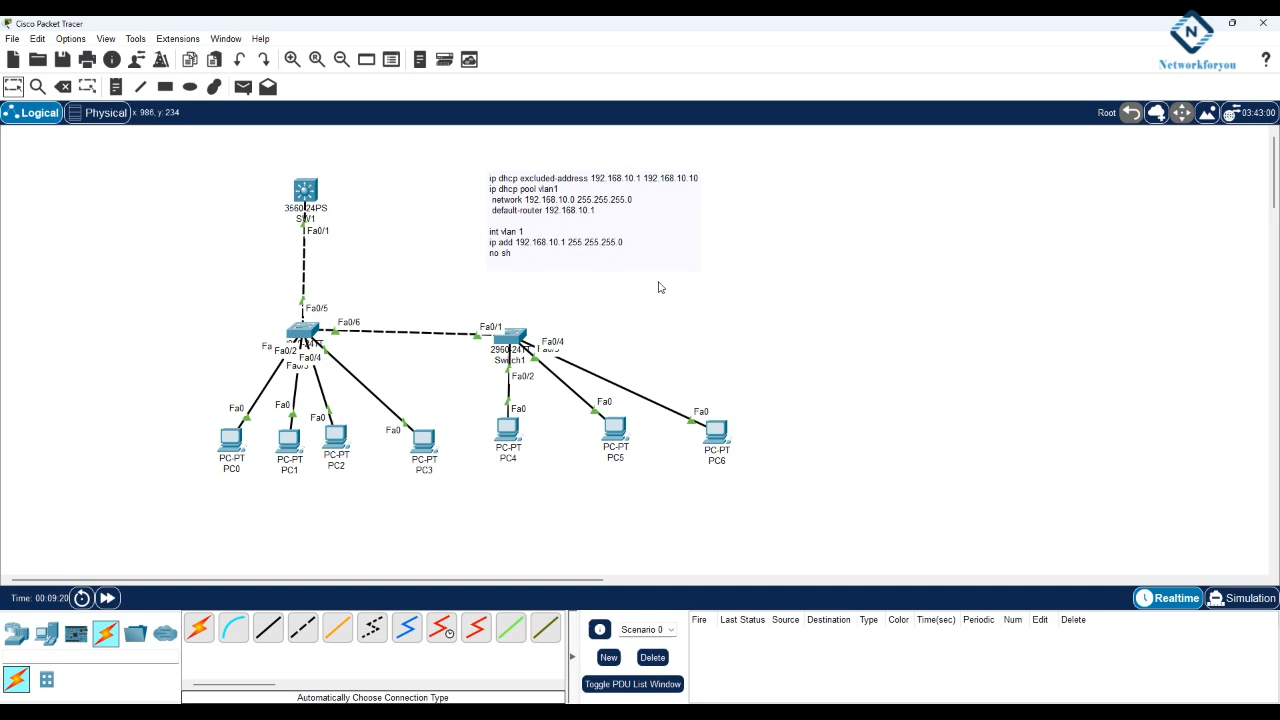 Cisco Packet Tracer
File Edit Options View Tools Extensions Window Help
N
Networkforyou
?
Logical Physical x: 986, y: 234
Root 03:43:00
3560-24PS
SW1
Fa0/1
ip dhcp excluded-address 192.168.10.1 192.168.10.10
ip dhcp pool vlan1
network 192.168.10.0 255.255.255.0
default-router 192.168.10.1
int vlan 1
ip add 192.168.10.1 255.255.255.0
no sh
Fa0/5
Fa0/6
Fa0/1
Fa0/2
Fa0/4
2960-24TT
Switch1
Fa0/4
Fa0/2
Fa0 Fa0 Fa0 Fa0 Fa0 Fa0 Fa0
PC-PT
PC0
PC-PT
PC1
PC-PT
PC2
PC-PT
PC3
PC-PT
PC4
PC-PT
PC5
PC-PT
PC6
Time: 00:09:20
Realtime Simulation
Scenario 0
New Delete
Toggle PDU List Window
Fire Last Status Source Destination Type Color Time(sec) Periodic Num Edit Delete
Automatically Choose Connection Type